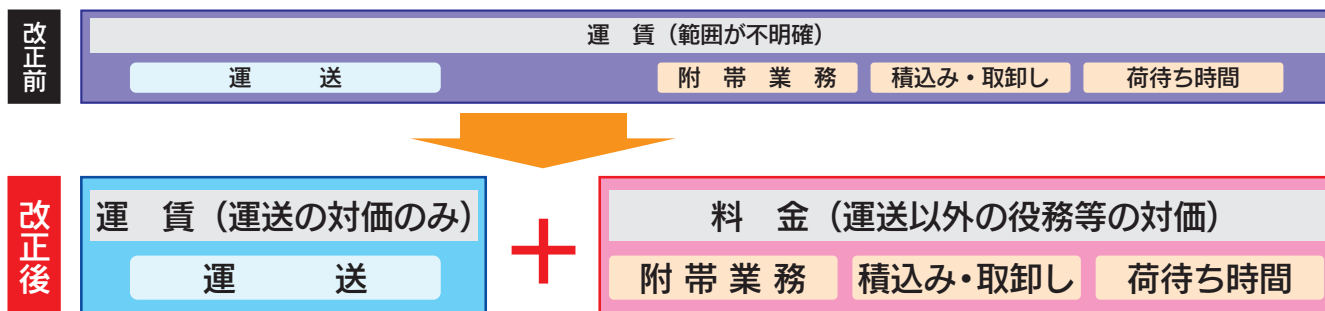 改正前
運　賃（範囲が不明確）
運　送
附帯業務
積込み・取卸し
荷待ち時間
改正後
運　賃（運送の対価のみ）
運　送
＋
料　金（運送以外の役務等の対価）
附帯業務
積込み・取卸し
荷待ち時間